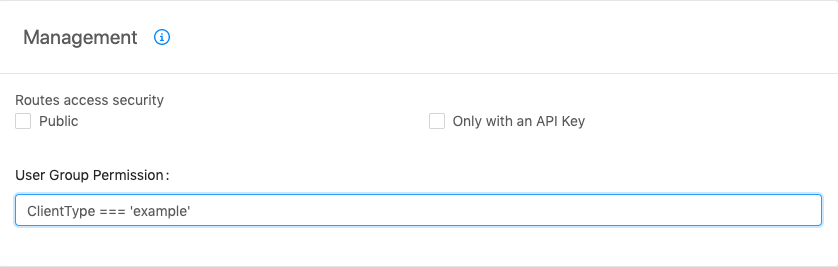 Management
Routes access security
Public
Only with an API Key
User Group Permission :
ClientType === 'example'